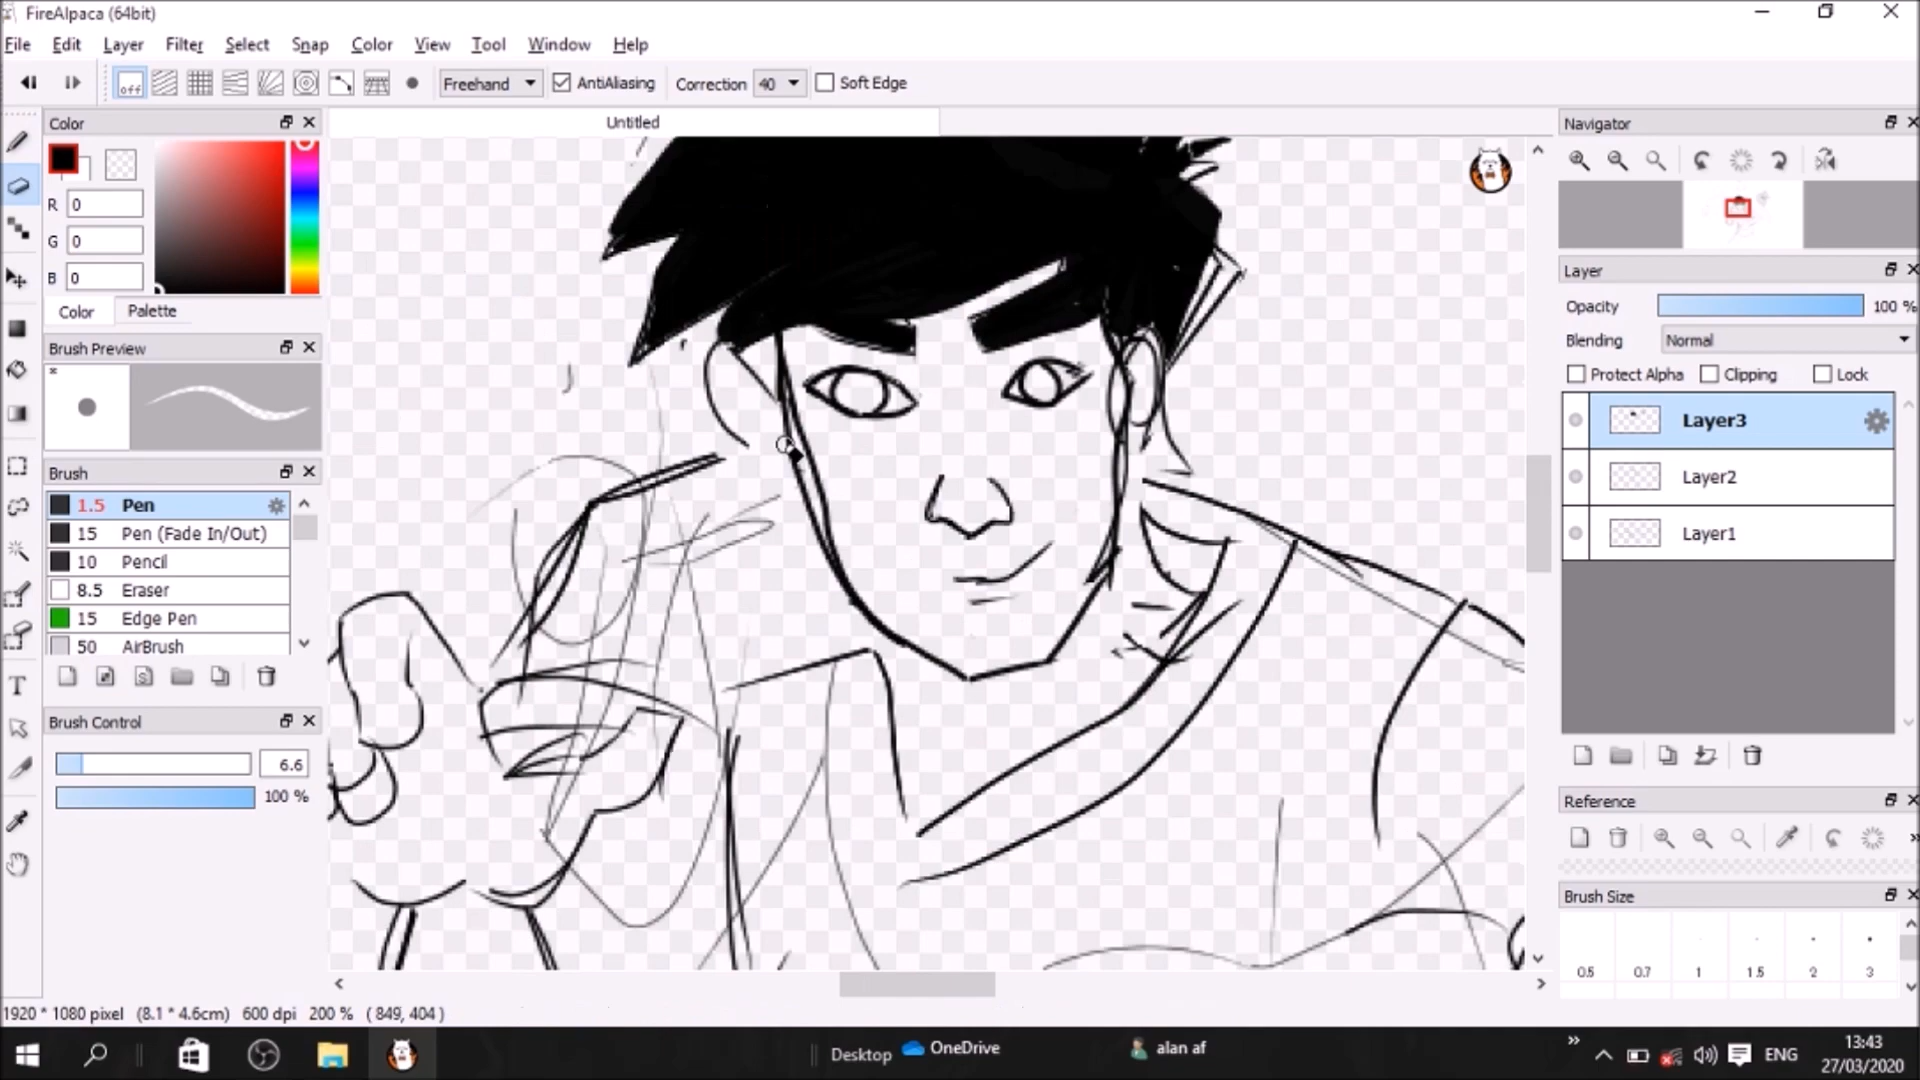 FireAlpaca (64bit)
File Edit Layer Filter Select Snap Color View Tool Window Help
off Freehand AntiAliasing Correction 40 Soft Edge
Color
R 0
G 0
B 0
Color Palette
Brush Preview
Brush
1.5 Pen
15 Pen (Fade In/Out)
10 Pencil
8.5 Eraser
15 Edge Pen
50 AirBrush
Brush Control
6.6
100 %
Untitled
Navigator
Layer
Opacity 100 %
Blending Normal
Protect Alpha Clipping Lock
Layer3
Layer2
Layer1
Reference
Brush Size
0.5 0.7 1 1.5 2 3
1920 * 1080 pixel (8.1 * 4.6cm) 600 dpi 200 % ( 849, 404 )
Desktop OneDrive alan af
ENG
13:43
27/03/2020